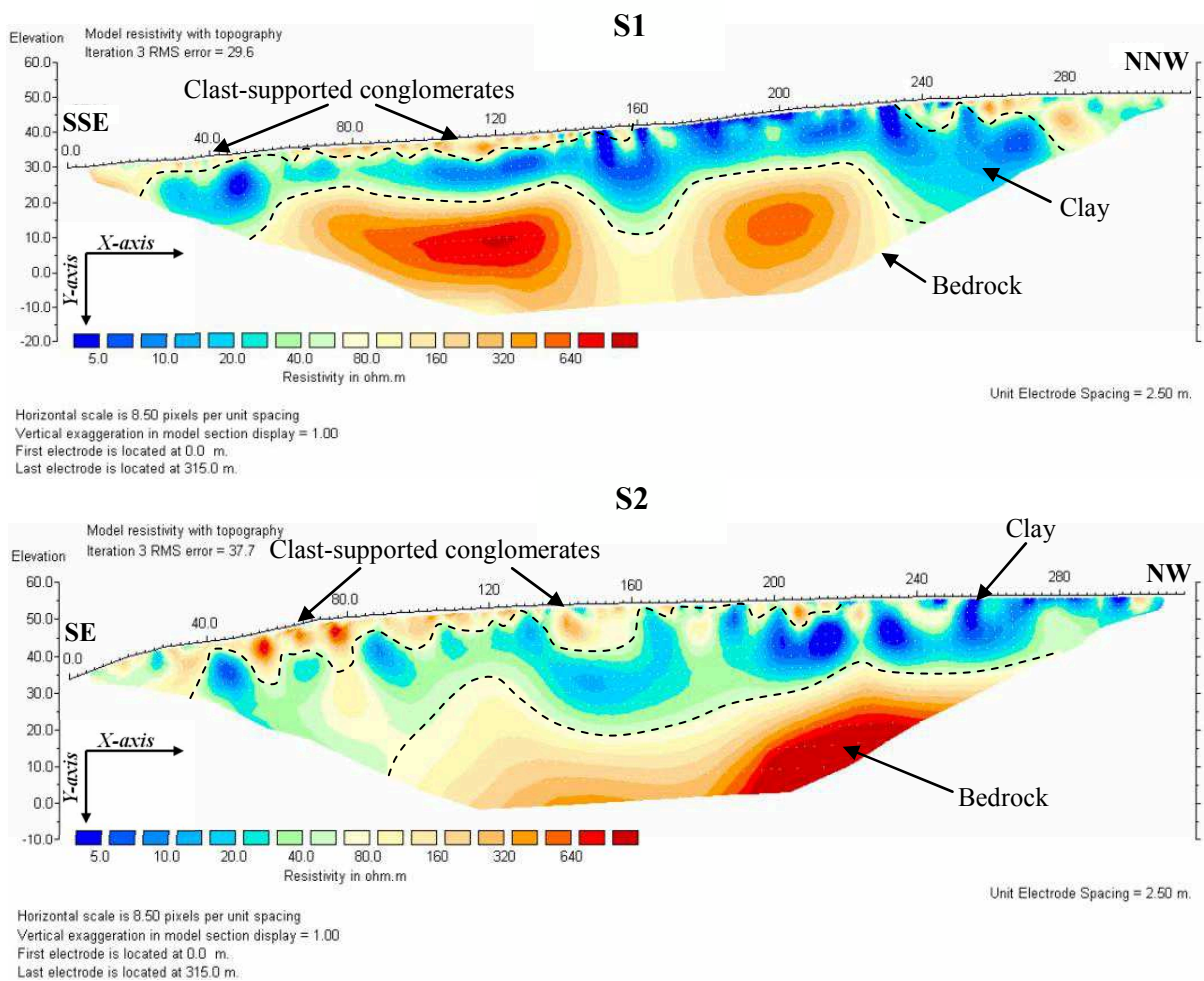 S1
Elevation
Model resistivity with topography
Iteration 3 RMS error = 29.6
60.0
50.0
40.0
30.0
20.0
10.0
0.0
-10.0
-20.0
SSE
NNW
Clast-supported conglomerates
0.0
40.0
80.0
120
160
200
240
280
Clay
Bedrock
X-axis
Y-axis
5.0 10.0 20.0 40.0 80.0 160 320 640
Resistivity in ohm.m
Unit Electrode Spacing = 2.50 m.
Horizontal scale is 8.50 pixels per unit spacing
Vertical exaggeration in model section display = 1.00
First electrode is located at 0.0 m.
Last electrode is located at 315.0 m.
S2
Elevation
Model resistivity with topography
Iteration 3 RMS error = 37.7
60.0
50.0
40.0
30.0
20.0
10.0
0.0
-10.0
SE
NW
Clast-supported conglomerates
Clay
0.0
40.0
80.0
120
160
200
240
280
Bedrock
X-axis
Y-axis
5.0 10.0 20.0 40.0 80.0 160 320 640
Resistivity in ohm.m
Unit Electrode Spacing = 2.50 m.
Horizontal scale is 8.50 pixels per unit spacing
Vertical exaggeration in model section display = 1.00
First electrode is located at 0.0 m.
Last electrode is located at 315.0 m.